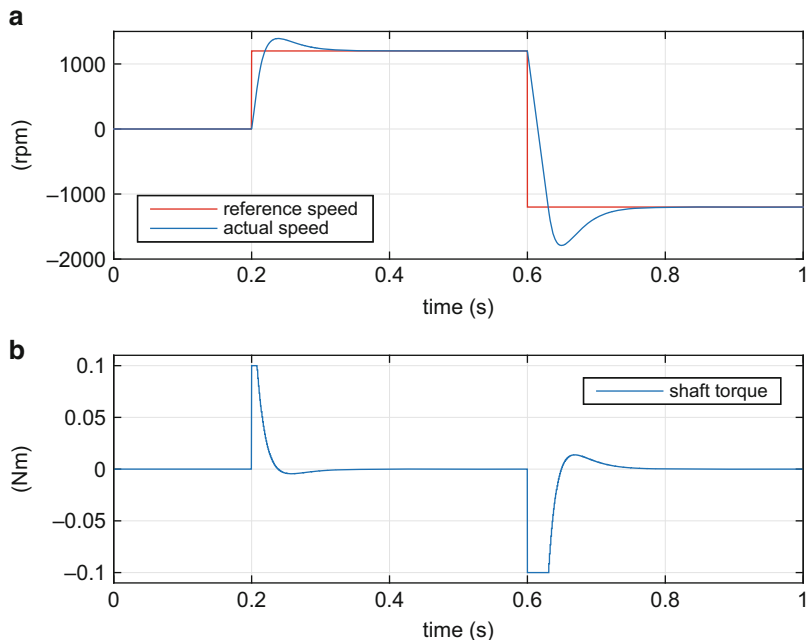 a
1000
0
−1000
−2000
(rpm)
reference speed
actual speed
0 0.2 0.4 0.6 0.8 1
time (s)
b
0.1
0.05
0
−0.05
−0.1
(Nm)
shaft torque
0 0.2 0.4 0.6 0.8 1
time (s)